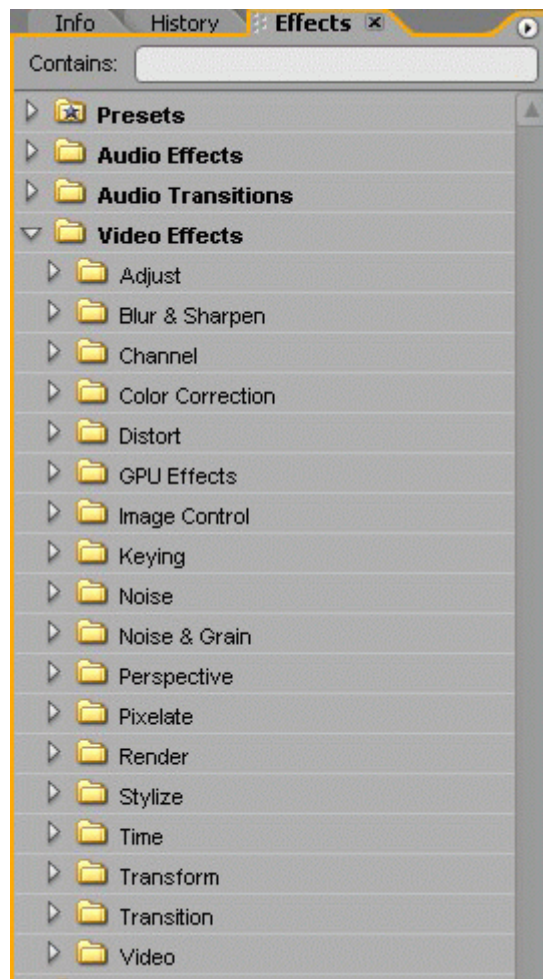 Info History Effects
Contains:
Presets
Audio Effects
Audio Transitions
Video Effects
Adjust
Blur & Sharpen
Channel
Color Correction
Distort
GPU Effects
Image Control
Keying
Noise
Noise & Grain
Perspective
Pixelate
Render
Stylize
Time
Transform
Transition
Video